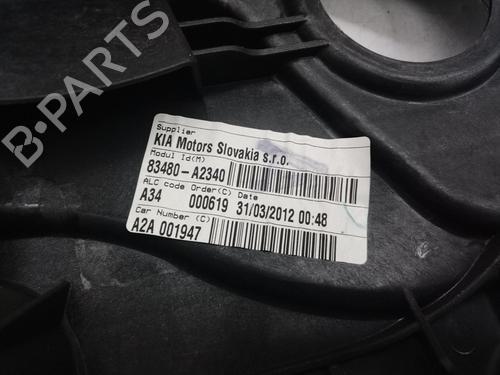 Supplier
KIA Motors Slovakia s.r.o.
Modul Id(M)
83480-A2340
ALC code Order(C) Date
A34 000619 31/03/2012 00:48
Car Number (C)
A2A 001947
B-PARTS